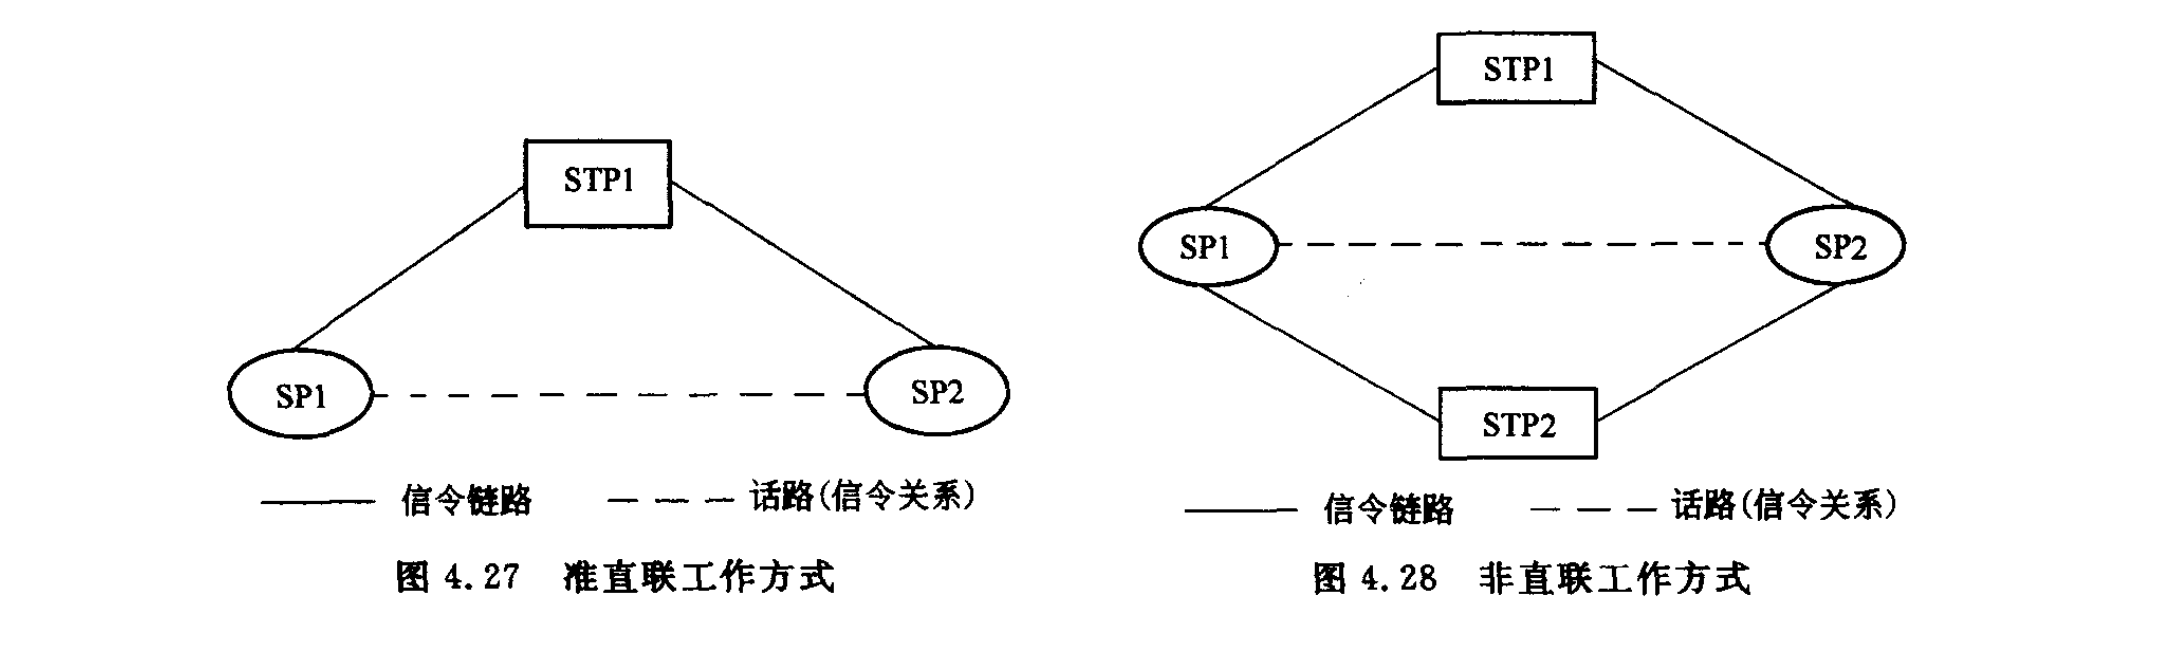 STP1
SP1
SP2
信令链路
话路(信令关系)
图 4.27 准直联工作方式
STP1
SP1
SP2
STP2
信令链路
话路(信令关系)
图 4.28 非直联工作方式